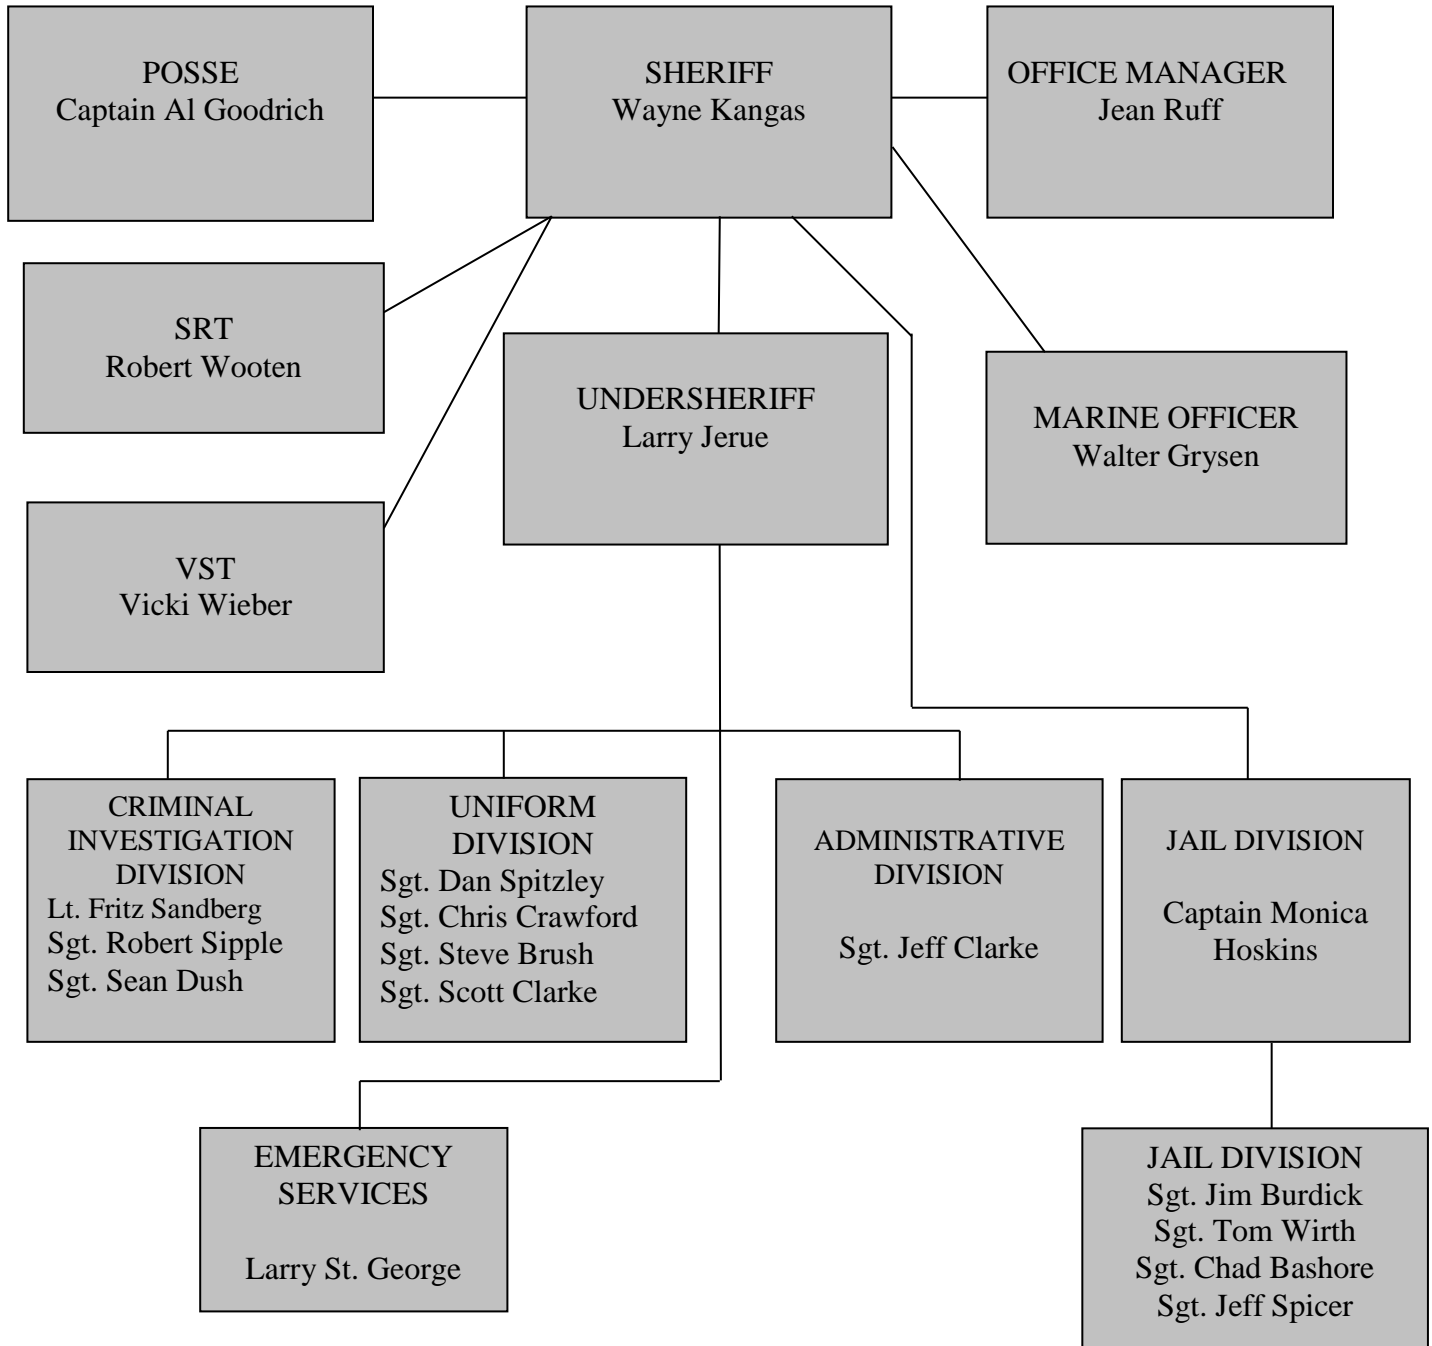 POSSE
Captain Al Goodrich
SHERIFF
Wayne Kangas
OFFICE MANAGER
Jean Ruff
SRT
Robert Wooten
UNDERSHERIFF
Larry Jerue
MARINE OFFICER
Walter Grysen
VST
Vicki Wieber
CRIMINAL
INVESTIGATION
DIVISION
Lt. Fritz Sandberg
Sgt. Robert Sipple
Sgt. Sean Dush
UNIFORM
DIVISION
Sgt. Dan Spitzley
Sgt. Chris Crawford
Sgt. Steve Brush
Sgt. Scott Clarke
ADMINISTRATIVE
DIVISION
Sgt. Jeff Clarke
JAIL DIVISION
Captain Monica
Hoskins
EMERGENCY
SERVICES
Larry St. George
JAIL DIVISION
Sgt. Jim Burdick
Sgt. Tom Wirth
Sgt. Chad Bashore
Sgt. Jeff Spicer